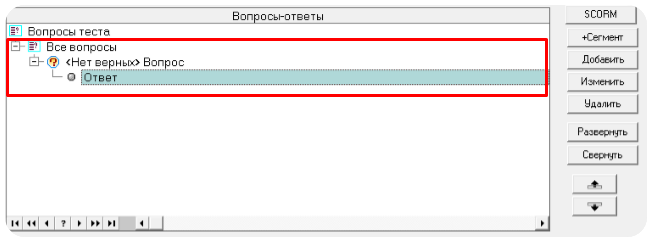 Вопросы-ответы
Вопросы теста
Все вопросы
<Нет верных> Вопрос
Ответ
SCORM
+Сегмент
Добавить
Изменить
Удалить
Развернуть
Свернуть